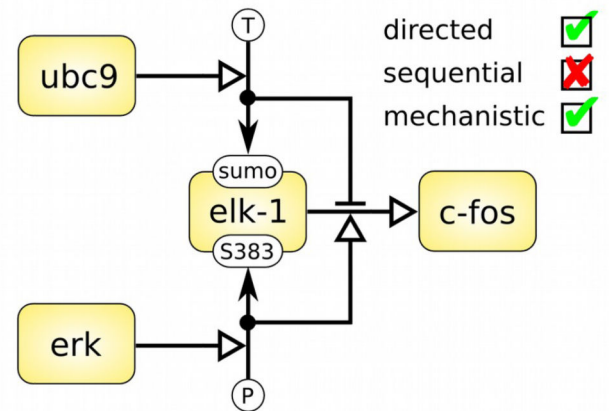 T
directed
ubc9
sequential
mechanistic
sumo
elk-1
c-fos
S383
erk
P